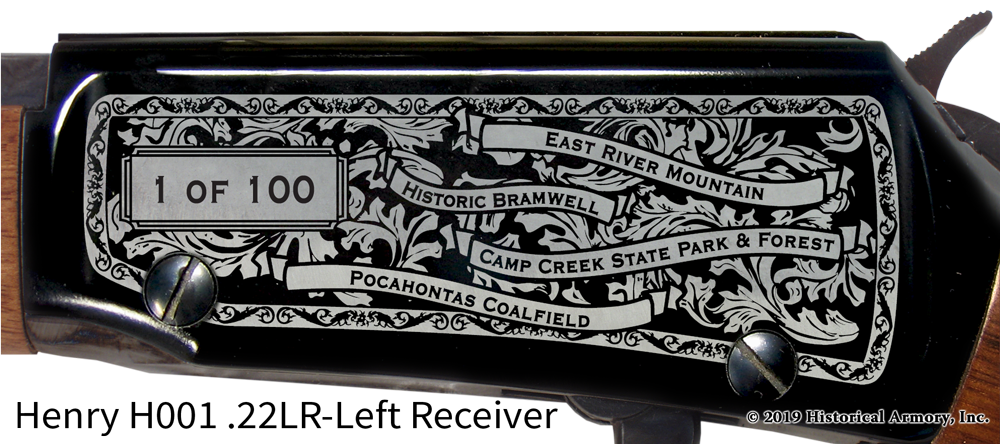 East River Mountain
1 of 100
Historic Bramwell
Camp Creek State Park & Forest
Pocahontas Coalfield
Henry H001 .22LR-Left Receiver
© 2019 Historical Armory, Inc.